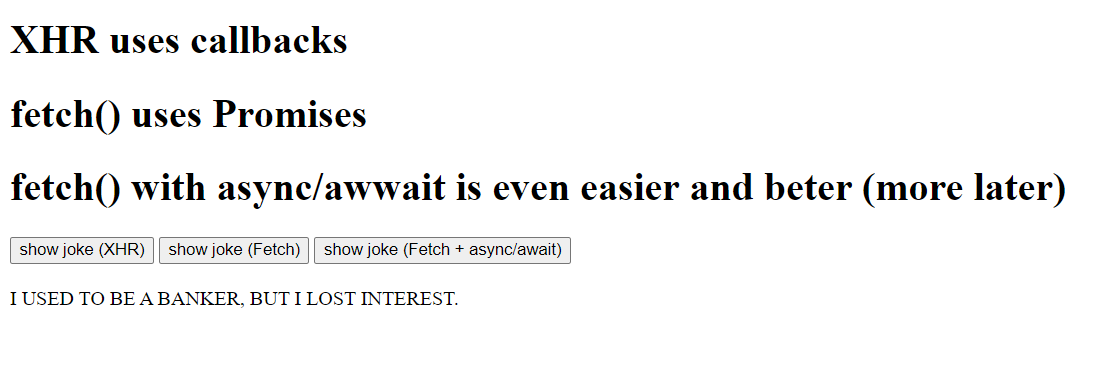 XHR uses callbacks
fetch() uses Promises
fetch() with async/awwait is even easier and beter (more later)
show joke (XHR) show joke (Fetch) show joke (Fetch + async/await)
I USED TO BE A BANKER, BUT I LOST INTEREST.